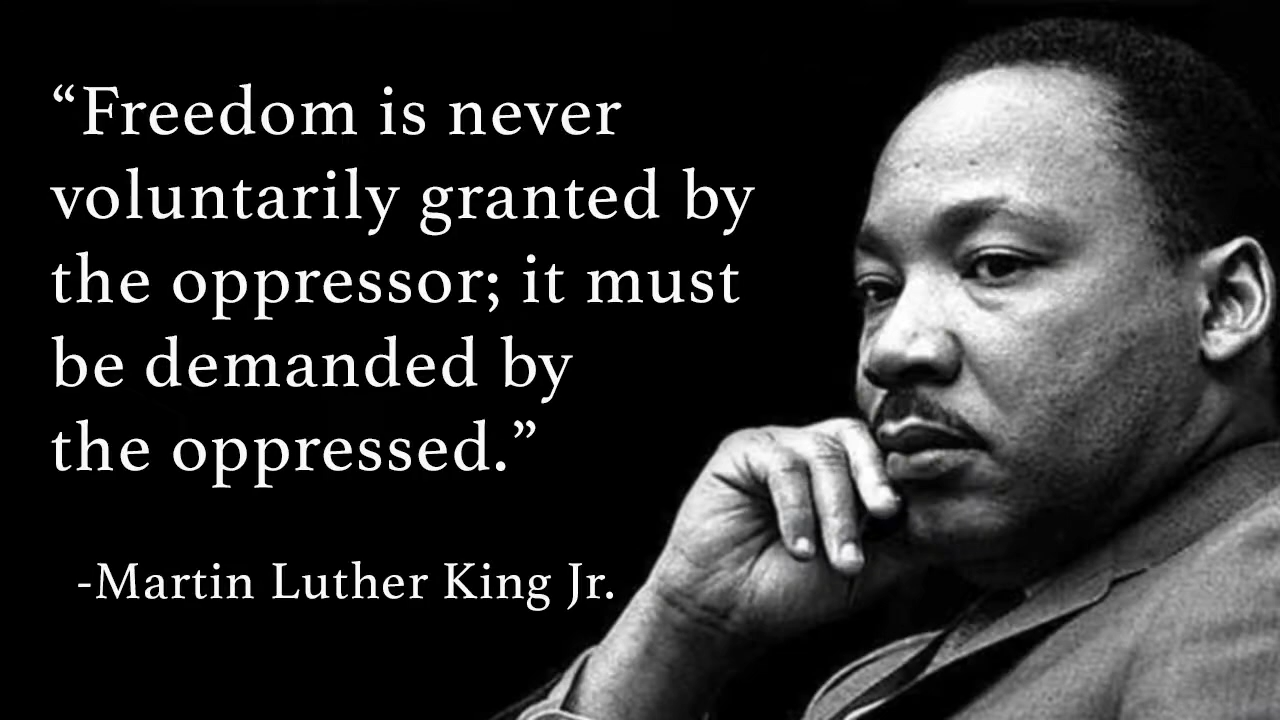 “Freedom is never
voluntarily granted by
the oppressor; it must
be demanded by
the oppressed.”
-Martin Luther King Jr.